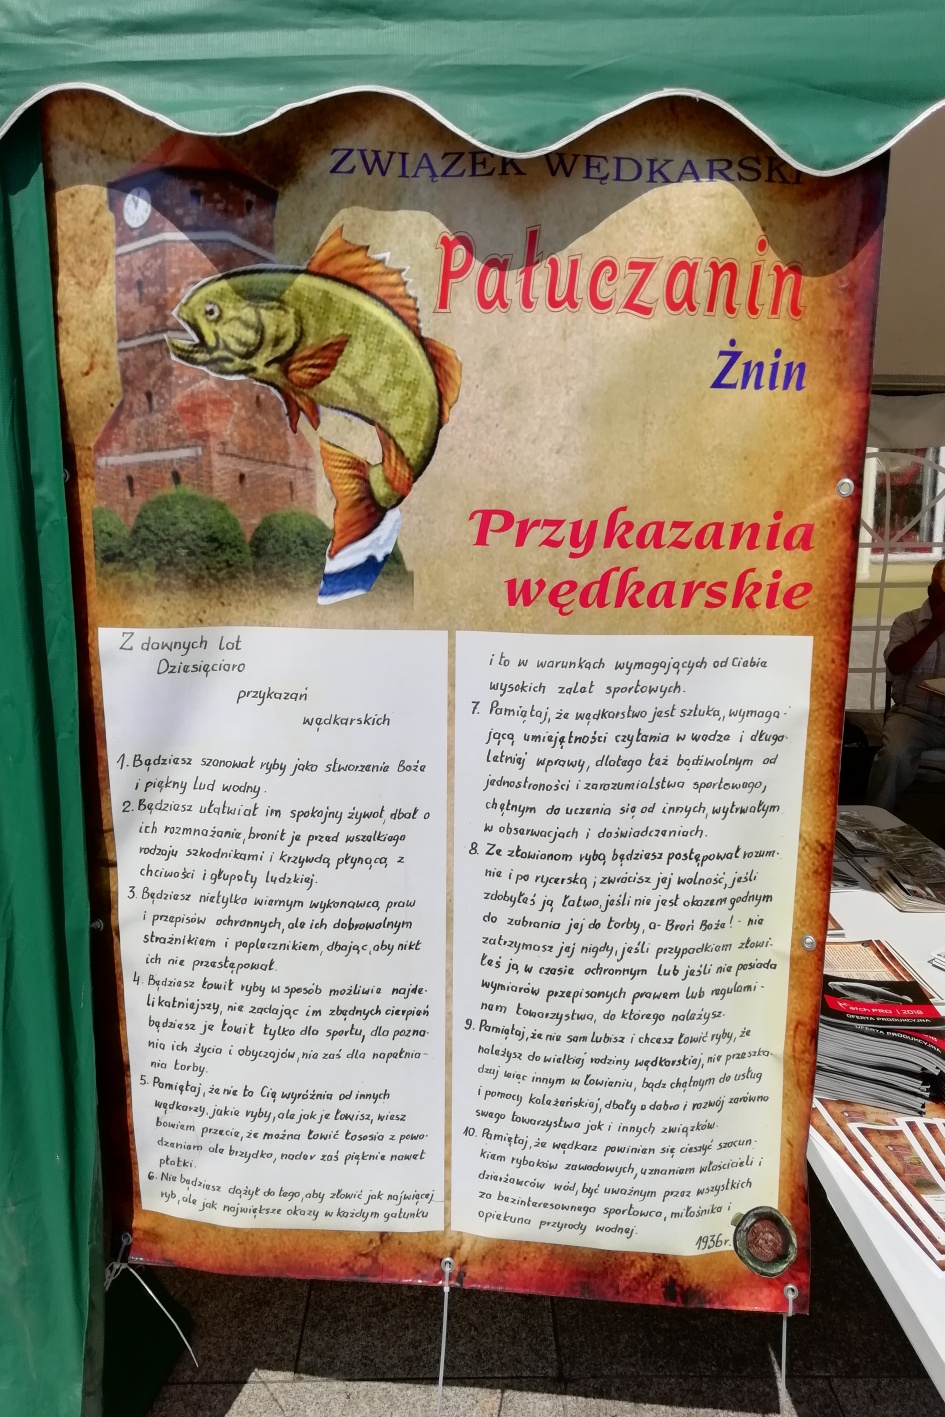 ZWIĄZEK WĘDKARSKI
Pałuczanin
Żnin
Przykazania
wędkarskie
Z dawnych lat
Dziesięcioro
przykazań
wędkarskich
1. Będziesz szanował ryby jako stworzenie Boże
i piękny lud wodny.
2. Będziesz ułatwiał im spokojny żywot, dbał o
ich rozmnażanie, bronił je przed wszelkiego
rodzaju szkodnikami i krzywdą płynącą z
chciwości i głupoty ludzkiej.
3. Będziesz nietylko wiernym wykonawcą, praw
i przepisów ochronnych, ale ich dobrowolnym
strażnikiem i poplecznikiem, dbając, aby nikt
ich nie przestępował.
4. Będziesz łowił ryby w sposób możliwie najde-
likatniejszy, nie zadając im zbędnych cierpień
będziesz je łowił tylko dla sportu, dla pozna-
nia ich życia i obyczajów, nia zaś dla napełnia-
nia torby.
5. Pamiętaj, że nie to Cię wyróżnia od innych
wędkarzy, jakie ryby, ale jak je łowisz, wiesz
bowiem przecie, że można łowić łososia z powo-
dzeniem ale brzydko, nader zaś pięknie nawet
płotki.
6. Nie będziesz dążył do tego, aby złowić jak najwięcej
ryb, ale jak największe okazy w każdym gatunku
i to w warunkach wymagających od Ciebie
wysokich zalet sportowych.
7. Pamiętaj, że wędkarstwo jest sztuką, wymaga-
jącą umiejętności czytania w wodze i długo-
letniej wprawy, dlatego też bądź wolnym od
jednostroności i zarozumialstwa sportowego,
chętnym do uczenia się od innych, wytrwałym
w obserwacjach i doświadczeniach.
8. Ze złowioną rybą będziesz postępował rozum-
nie i po rycerską; zwrócisz jej wolność, jeśli
zdobyłeś ją łatwo, jeśli nie jest okazem godnym
do zabrania jej do torby, a- Broń Boże! - nie
zatrzymasz jej nigdy, jeśli przypadkiem złowi-
łeś ją w czasie ochronnym lub jeśli nie posiada
wymiarów przepisanych prawem lub regulami-
nem towarzystwa, do którego należysz.
9. Pamiętaj, że nie sam lubisz i chcesz łowić ryby, że
należysz do wielkiej rodziny wędkarskiej, nie przeszka-
dzaj więc innym w łowieniu, bądz chętnym do usług
i pomocy koleżeńskiej, dbały o dobro i rozwój zarówno
swego towarzystwa jak i innych związków.
10. Pamiętaj, że wędkarz powinien się cieszyć szacun-
kiem rybaków zawodowych, uznaniem właścicieli i
dzierżawców wód, być uważnym przez wszystkich
za bezinteresownego sportowca, miłośnika i
opiekuna przyrody wodnej.
1936 r.
PRO | 2018
OFERTA PRODUKCYJNA
OFERTA PRODUKCYJNA